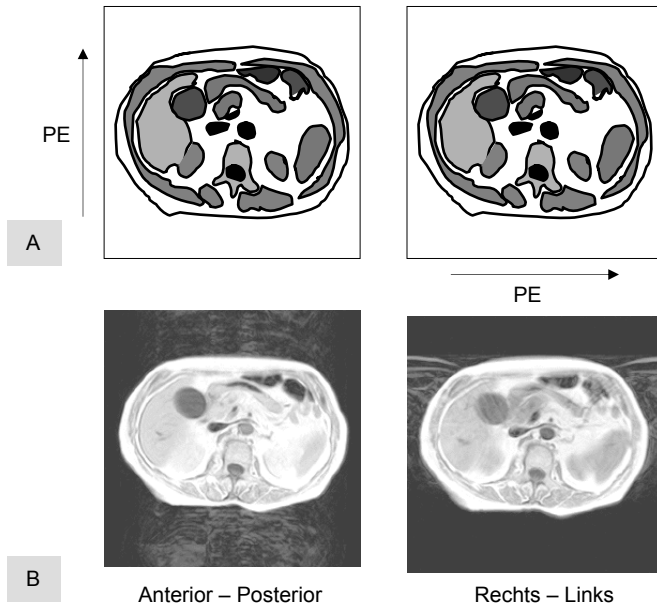 PE
A
PE
B
Anterior – Posterior
Rechts – Links